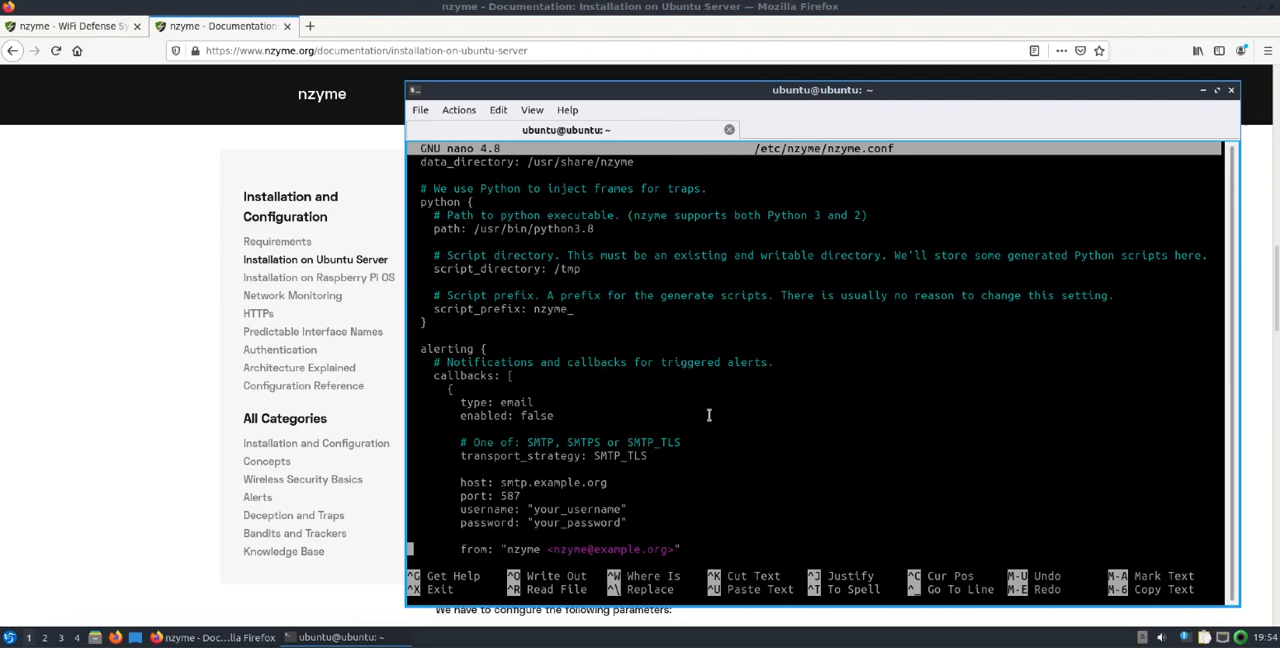 nzyme - Documentation: Installation on Ubuntu Server — Mozilla Firefox
nzyme - WiFi Defense Sy
nzyme - Documentation
https://www.nzyme.org/documentation/installation-on-ubuntu-server
nzyme
Installation and
Configuration
Requirements
Installation on Ubuntu Server
Installation on Raspberry Pi OS
Network Monitoring
HTTPs
Predictable Interface Names
Authentication
Architecture Explained
Configuration Reference
All Categories
Installation and Configuration
Concepts
Wireless Security Basics
Alerts
Deception and Traps
Bandits and Trackers
Knowledge Base
ubuntu@ubuntu: ~
File Actions Edit View Help
ubuntu@ubuntu: ~
GNU nano 4.8 /etc/nzyme/nzyme.conf
data_directory: /usr/share/nzyme
# We use Python to inject frames for traps.
python {
# Path to python executable. (nzyme supports both Python 3 and 2)
path: /usr/bin/python3.8
# Script directory. This must be an existing and writable directory. We'll store some generated Python scripts here.
script_directory: /tmp
# Script prefix. A prefix for the generate scripts. There is usually no reason to change this setting.
script_prefix: nzyme_
}
alerting {
# Notifications and callbacks for triggered alerts.
callbacks: [
{
type: email
enabled: false
# One of: SMTP, SMTPS or SMTP_TLS
transport_strategy: SMTP_TLS
host: smtp.example.org
port: 587
username: "your_username"
password: "your_password"
from: "nzyme <nzyme@example.org>"
^G Get Help ^O Write Out ^W Where Is ^K Cut Text ^J Justify ^C Cur Pos M-U Undo M-A Mark Text
^X Exit ^R Read File ^\ Replace ^U Paste Text ^T To Spell ^_ Go To Line M-E Redo M-6 Copy Text
We have to configure the following parameters:
1 2 3 4 nzyme - Doc...lla Firefox ubuntu@ubuntu: ~ 19:54